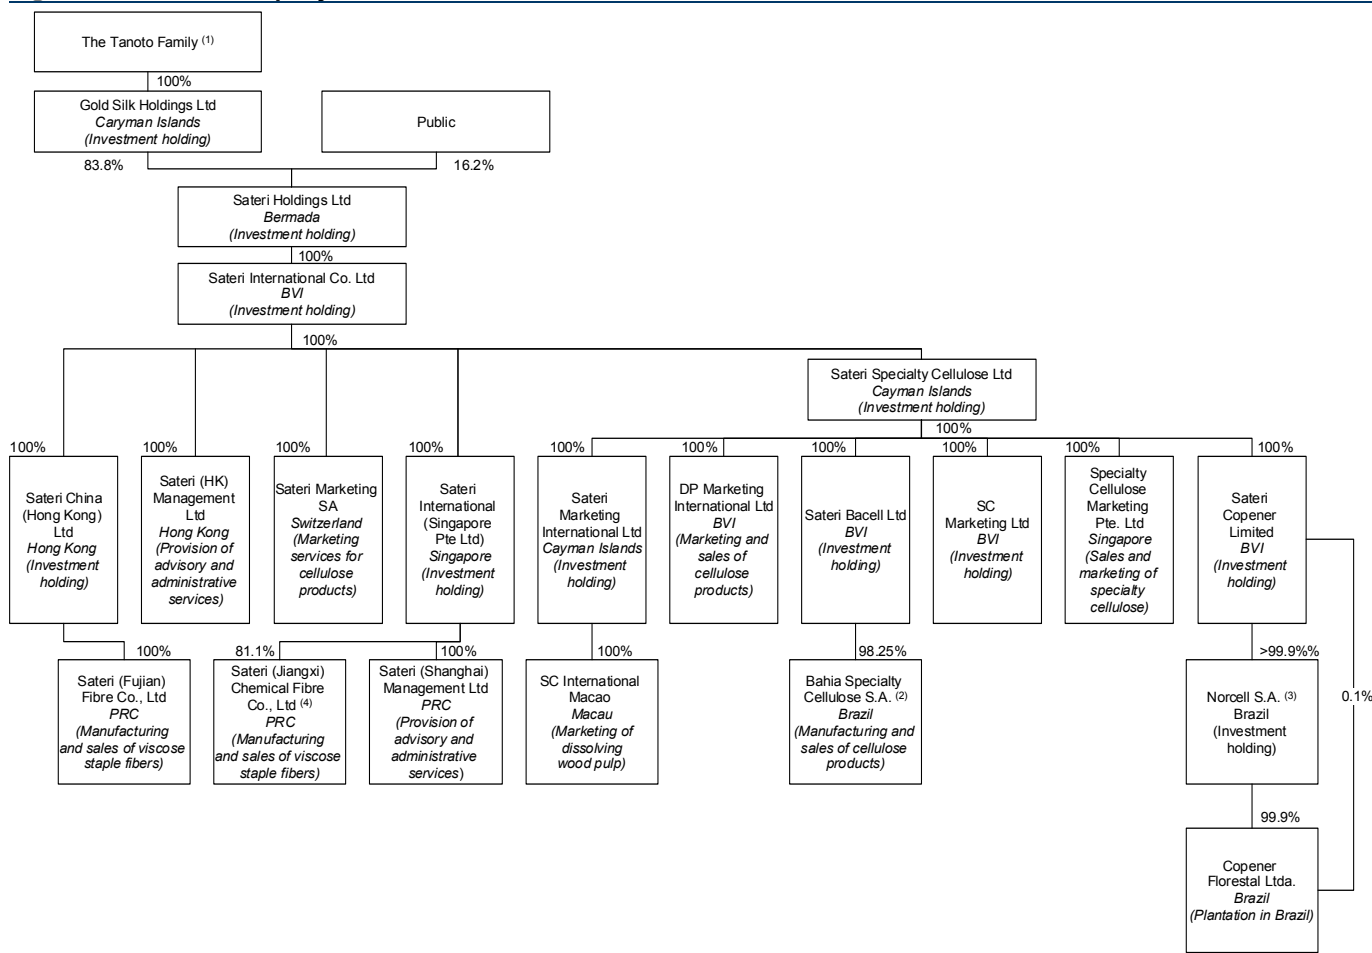 The Tanoto Family (1)
100%
Gold Silk Holdings Ltd
Caryman Islands
(Investment holding)
Public
83.8%
16.2%
Sateri Holdings Ltd
Bermada
(Investment holding)
100%
Sateri International Co. Ltd
BVI
(Investment holding)
100%
Sateri Specialty Cellulose Ltd
Cayman Islands
(Investment holding)
100%
100%
Sateri China
(Hong Kong)
Ltd
Hong Kong
(Investment
holding)
100%
Sateri (HK)
Management
Ltd
Hong Kong
(Provision of
advisory and
administrative
services)
100%
Sateri Marketing
SA
Switzerland
(Marketing
services for
cellulose
products)
100%
Sateri
International
(Singapore
Pte Ltd)
Singapore
(Investment
holding)
100%
Sateri
Marketing
International Ltd
Cayman Islands
(Investment
holding)
100%
DP Marketing
International Ltd
BVI
(Marketing and
sales of
cellulose
products)
100%
Sateri Bacell Ltd
BVI
(Investment
holding)
100%
SC
Marketing Ltd
BVI
(Investment
holding)
100%
Specialty
Cellulose
Marketing
Pte. Ltd
Singapore
(Sales and
marketing of
specialty
cellulose)
100%
Sateri
Copener
Limited
BVI
(Investment
holding)
100%
Sateri (Fujian)
Fibre Co., Ltd
PRC
(Manufacturing
and sales of viscose
staple fibers)
81.1%
Sateri (Jiangxi)
Chemical Fibre
Co., Ltd (4)
PRC
(Manufacturing
and sales of viscose
staple fibers)
100%
Sateri (Shanghai)
Management Ltd
PRC
(Provision of
advisory and
administrative
services)
100%
SC International
Macao
Macau
(Marketing of
dissolving
wood pulp)
98.25%
Bahia Specialty
Cellulose S.A. (2)
Brazil
(Manufacturing and
sales of cellulose
products)
>99.9%%
Norcell S.A. (3)
Brazil
(Investment
holding)
0.1%
99.9%
Copener
Florestal Ltda.
Brazil
(Plantation in Brazil)